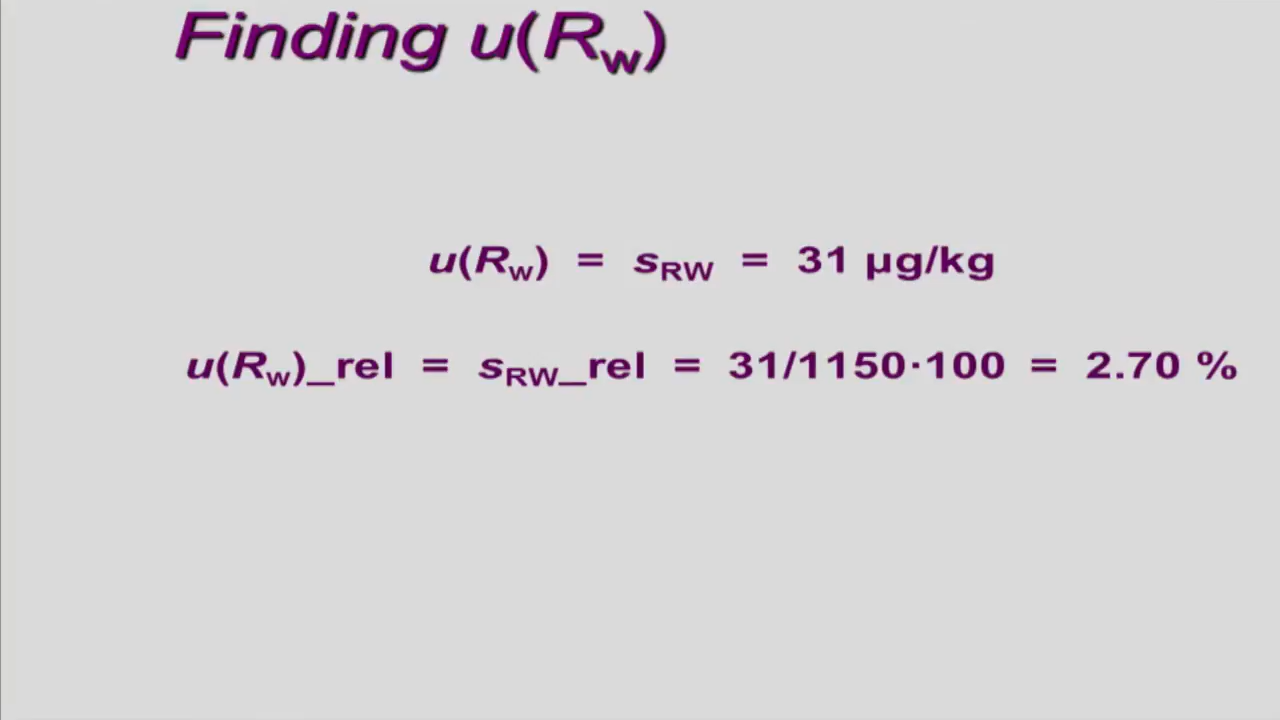 Finding u(Rw)
u(Rw) = sRW = 31 µg/kg
u(Rw)_rel = sRW_rel = 31/1150·100 = 2.70 %